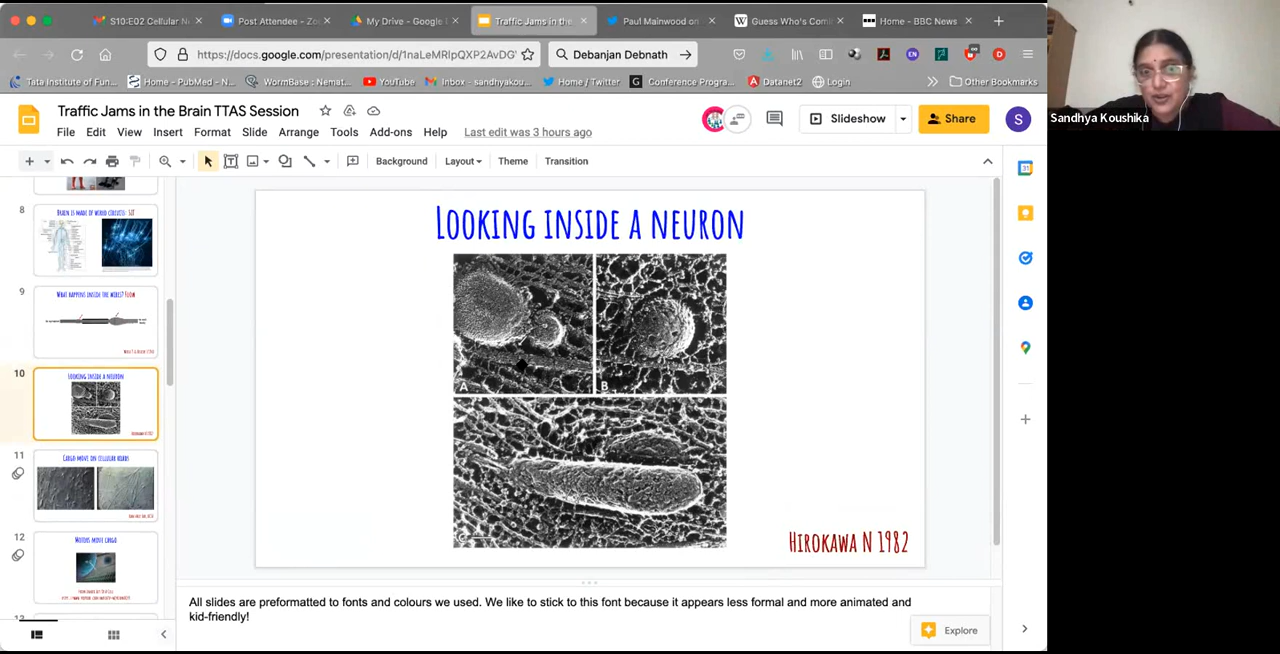 S10:E02 Cellular N
Post Attendee - Zo
My Drive - Google
Traffic Jams in the
Paul Mainwood on
Guess Who's Com
Home - BBC News
https://docs.google.com/presentation/d/1naLeMRIpQXP2AvDG
Debanjan Debnath
Tata Institute of Fun...
Home - PubMed - N...
WormBase : Nemat...
YouTube
Inbox - sandhyakou...
Home / Twitter
Conference Progra...
Datanet2
Login
Other Bookmarks
Traffic Jams in the Brain TTAS Session
File Edit View Insert Format Slide Arrange Tools Add-ons Help
Last edit was 3 hours ago
Slideshow
Share
S
Sandhya Koushika
Background
Layout
Theme
Transition
8
BRAIN IS MADE OF WIRED CIRCUITS:
9
WHAT HAPPENS INSIDE THE WIRES? FLOW
10
LOOKING INSIDE A NEURON
HIROKAWA N 1982
11
CARGO MOVE ON CELLULAR ROADS
12
MOTORS MOVE CARGO
LOOKING INSIDE A NEURON
A
B
C
HIROKAWA N 1982
All slides are preformatted to fonts and colours we used. We like to stick to this font because it appears less formal and more animated and
kid-friendly!
Explore